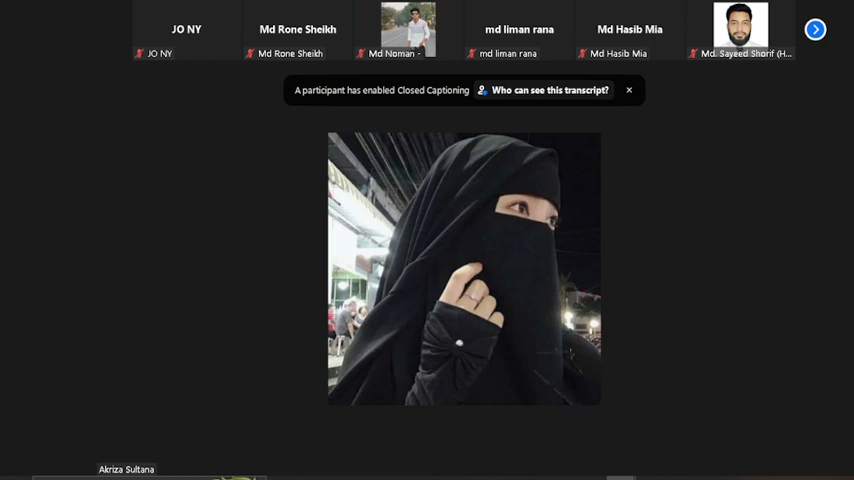 JO NY
Md Rone Sheikh
md liman rana
Md Hasib Mia
JO NY
Md Rone Sheikh
Md Noman -
md liman rana
Md Hasib Mia
Md. Sayeed Shorif (H...
A participant has enabled Closed Captioning
Who can see this transcript?
Akriza Sultana